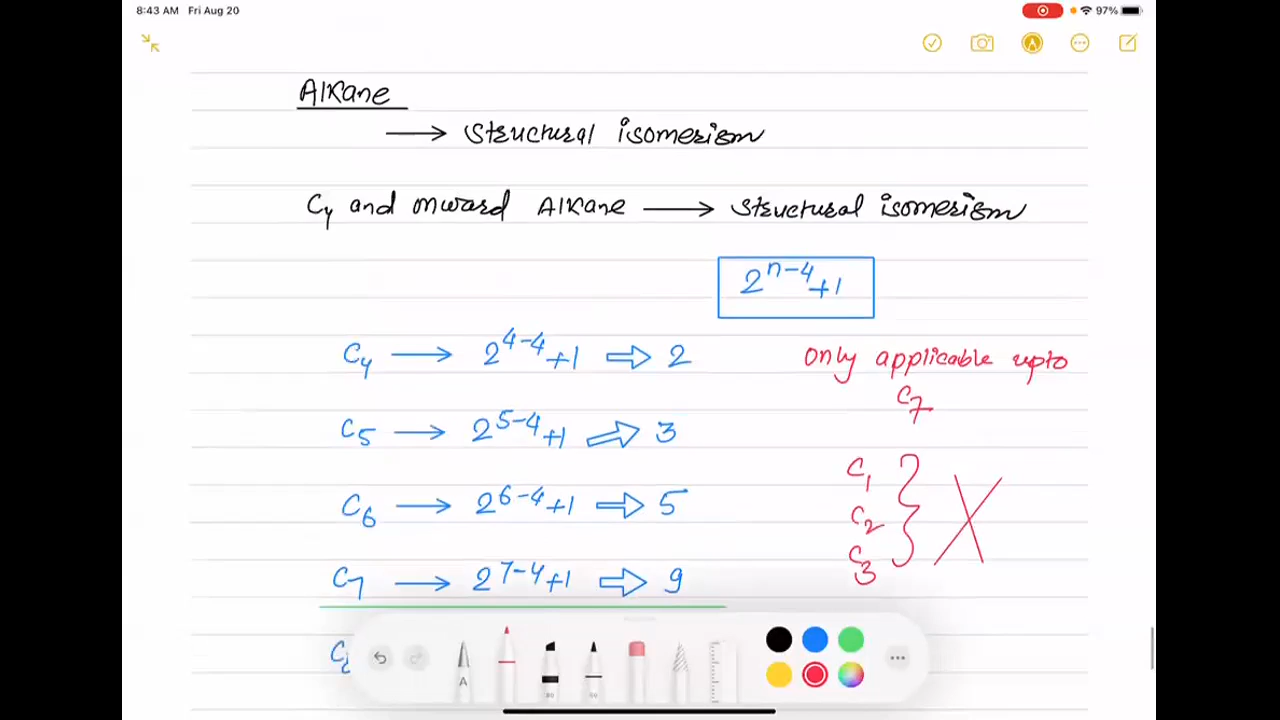 8:43 AM Fri Aug 20 97%
Alkane
→ structural isomerism
C4 and onward Alkane → structural isomerism
2^n-4+1
C4 → 2^4-4+1 ⇒ 2
only applicable upto
C7
C5 → 2^5-4+1 ⇒ 3
C1
C6 → 2^6-4+1 ⇒ 5
C2
C3
C7 → 2^7-4+1 ⇒ 9
C
A
80
50